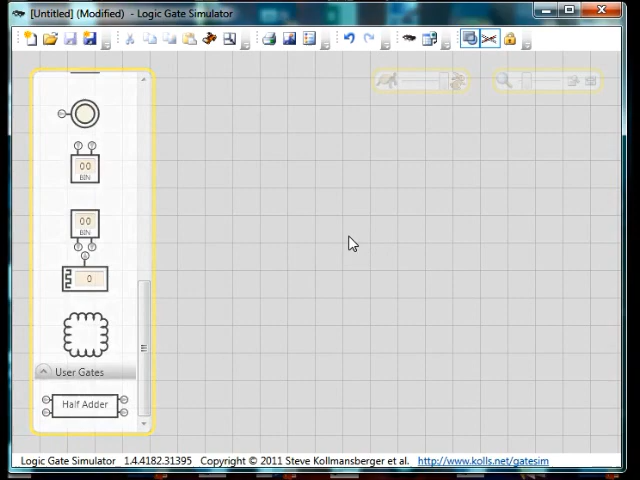 [Untitled] (Modified) - Logic Gate Simulator
00
BIN
00
BIN
0
User Gates
Half Adder
Logic Gate Simulator 1.4.4182.31395 Copyright © 2011 Steve Kollmansberger et al. http://www.kolls.net/gatesim